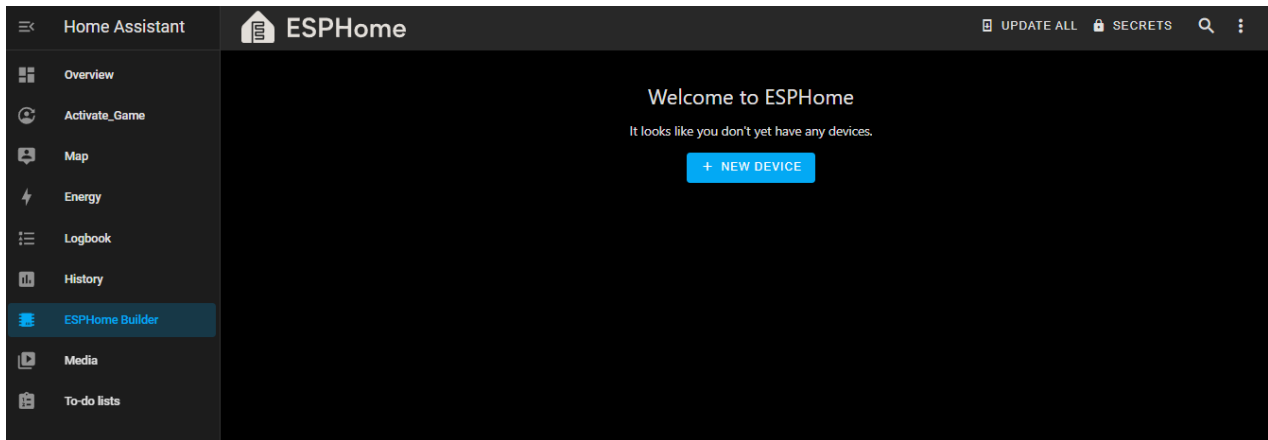 Home Assistant
ESPHome
UPDATE ALL
SECRETS
Overview
Activate_Game
Map
Energy
Logbook
History
ESPHome Builder
Media
To-do lists
Welcome to ESPHome
It looks like you don't yet have any devices.
+ NEW DEVICE